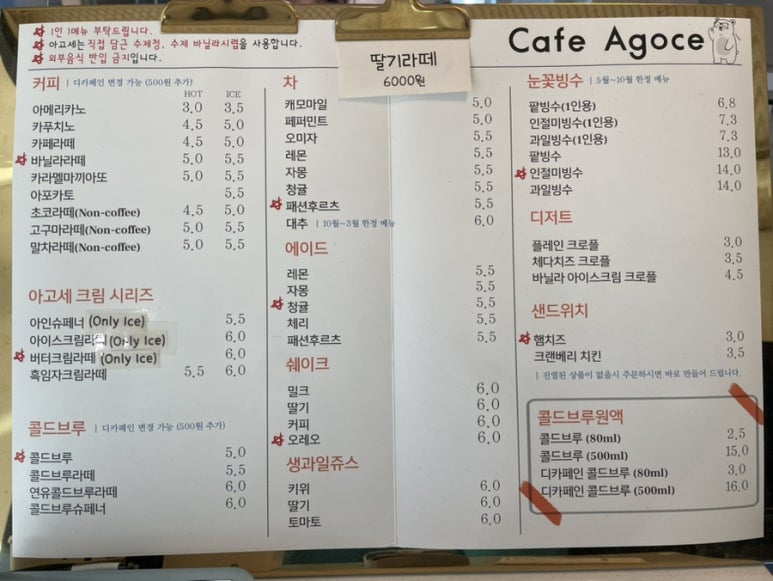 1인 1메뉴 부탁드립니다.
아고세는 직접 담근 수제청, 수제 바닐라시럽을 사용합니다.
외부음식 반입 금지입니다.
딸기라떼
6000원
Cafe Agoce
커피 | 디카페인 변경 가능 (500원 추가)
HOT ICE
아메리카노 3.0 3.5
카푸치노 4.5 5.0
카페라떼 4.5 5.0
바닐라라떼 5.0 5.5
카라멜마끼아또 5.0 5.5
아포카토 5.5
초코라떼(Non-coffee) 4.5 5.0
고구마라떼(Non-coffee) 5.0 5.5
말차라떼(Non-coffee) 5.0 5.5
아고세 크림 시리즈
아인슈페너 (Only Ice) 5.5
아이스크림라 (Only Ice) 6.0
버터크림라떼 (Only Ice) 6.0
흑임자크림라떼 5.5 6.0
콜드브루 | 디카페인 변경 가능 (500원 추가)
콜드브루 5.0
콜드브루라떼 5.5
연유콜드브루라떼 6.0
콜드브루슈페너 6.0
차
캐모마일 5.0
페퍼민트 5.0
오미자 5.5
레몬 5.5
자몽 5.5
청귤 5.5
패션후르츠 5.5
대추 | 10월~3월 한정 메뉴 6.0
에이드
레몬 5.5
자몽 5.5
청귤 5.5
체리 5.5
패션후르츠 5.5
쉐이크
밀크 6.0
딸기 6.0
커피 6.0
오레오 6.0
생과일쥬스
키위 6.0
딸기 6.0
토마토 6.0
눈꽃빙수 | 5월~10월 한정 메뉴
팥빙수(1인용) 6.8
인절미빙수(1인용) 7.3
과일빙수(1인용) 7.3
팥빙수 13.0
인절미빙수 14.0
과일빙수 14.0
디저트
플레인 크로플 3.0
체다치즈 크로플 3.5
바닐라 아이스크림 크로플 4.5
샌드위치
햄치즈 3.0
크랜베리 치킨 3.5
| 진열된 상품이 없을시 주문하시면 바로 만들어 드립니다.
콜드브루원액
콜드브루 (80ml) 2.5
콜드브루 (500ml) 15.0
디카페인 콜드브루 (80ml) 3.0
디카페인 콜드브루 (500ml) 16.0